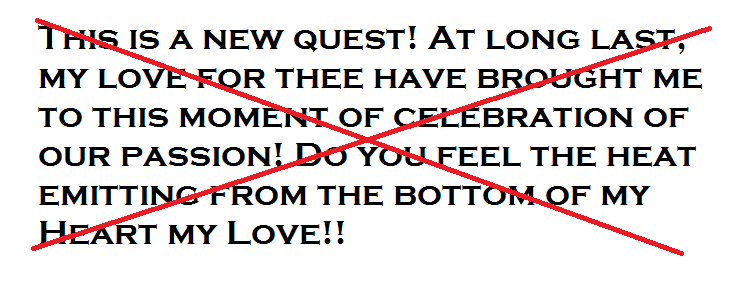 This is a new quest! At long last,
my love for thee have brought me
to this moment of celebration of
our passion! Do you feel the heat
emitting from the bottom of my
Heart my Love!!